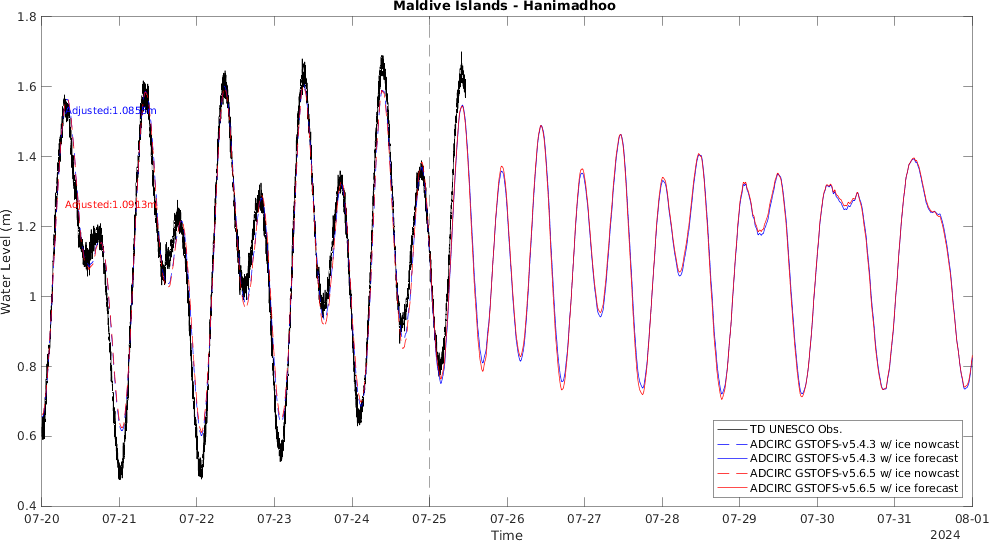 Maldive Islands - Hanimadhoo
1.8
1.6
1.4
1.2
1
0.8
0.6
0.4
Water Level (m)
Adjusted:1.0913m
TD UNESCO Obs.
ADCIRC GSTOFS-v5.4.3 w/ ice nowcast
ADCIRC GSTOFS-v5.4.3 w/ ice forecast
ADCIRC GSTOFS-v5.6.5 w/ ice nowcast
ADCIRC GSTOFS-v5.6.5 w/ ice forecast
07-20 07-21 07-22 07-23 07-24 07-25 07-26 07-27 07-28 07-29 07-30 07-31 08-01
Time
2024